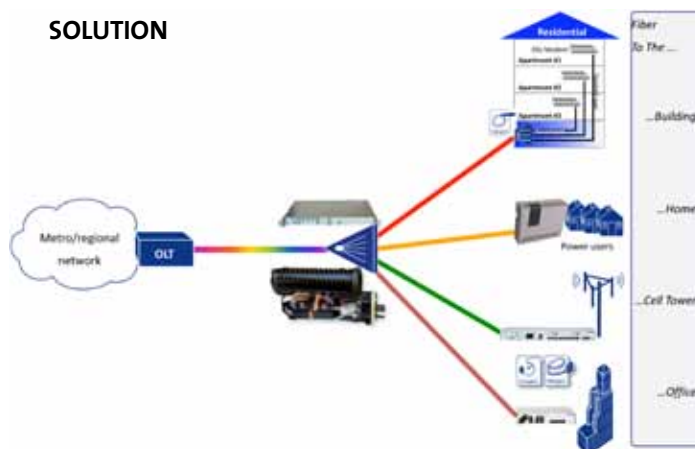 SOLUTION
Fiber
To The ....
Residential
Apartment #3
Apartment #2
Apartment #1
...Building
...Home
Power users
Metro/regional
network
OLT
...Cell Tower
...Office